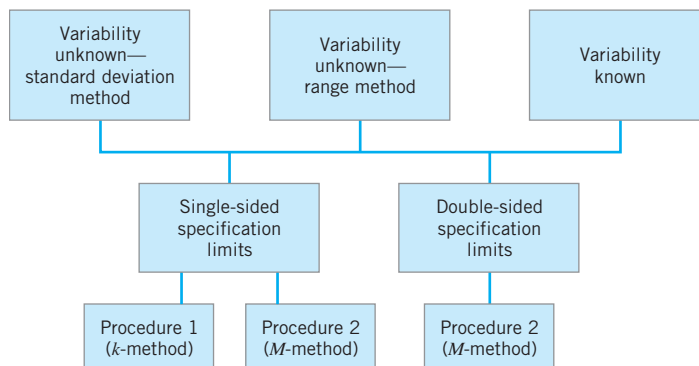 Variability
unknown—
standard deviation
method
Variability
unknown—
range method
Variability
known
Single-sided
specification
limits
Double-sided
specification
limits
Procedure 1
(k-method)
Procedure 2
(M-method)
Procedure 2
(M-method)